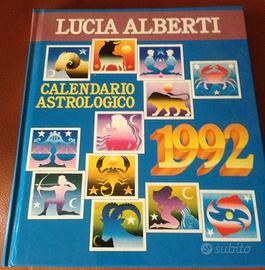 LUCIA ALBERTI
CALENDARIO
ASTROLOGICO
1992
subito